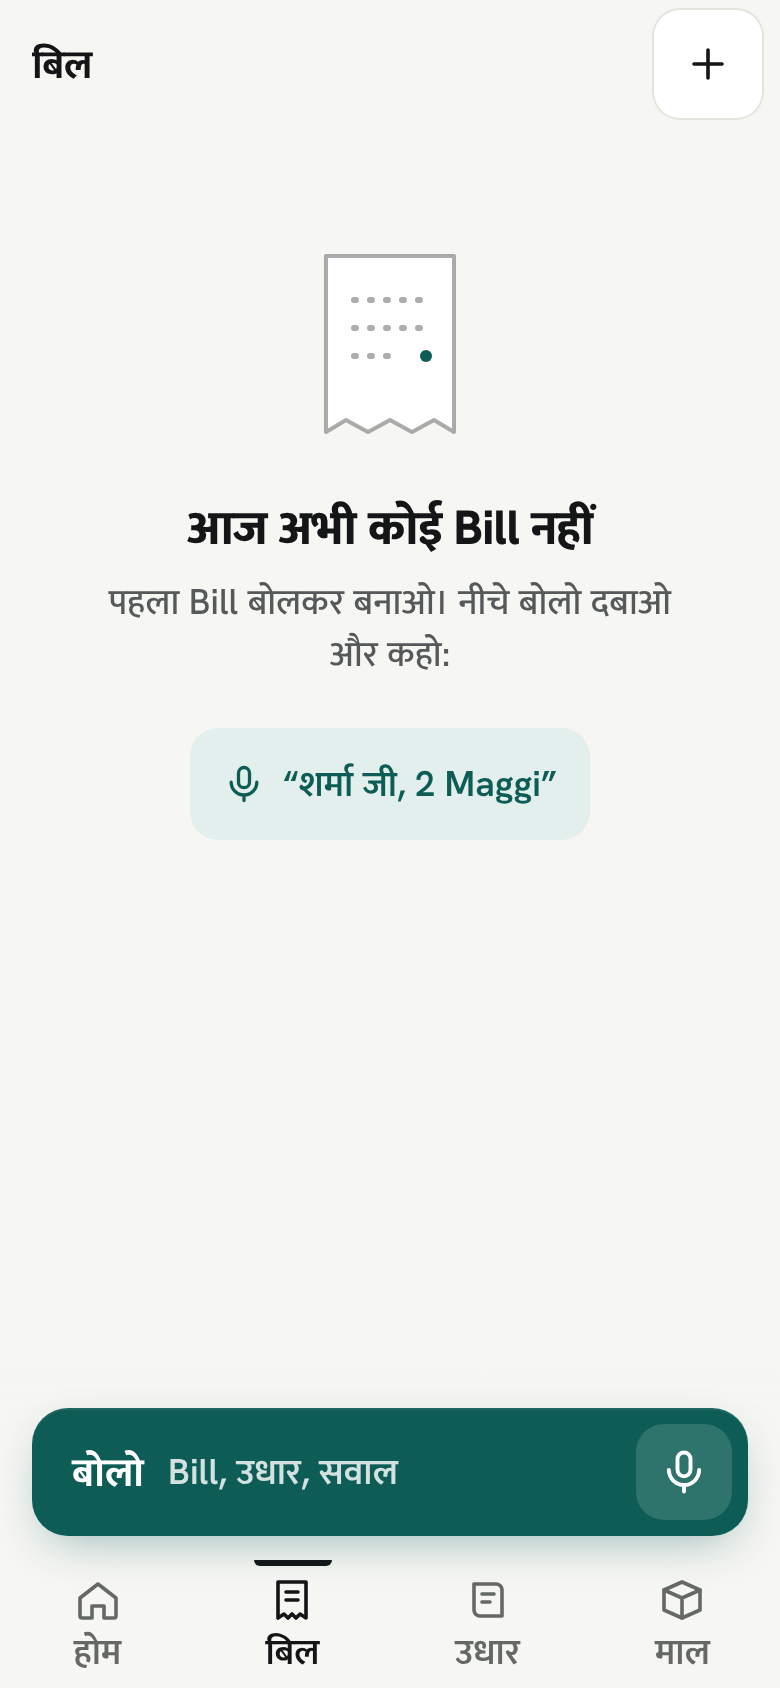 बिल
आज अभी कोई Bill नहीं
पहला Bill बोलकर बनाओ। नीचे बोलो दबाओ
और कहो:
“शर्मा जी, 2 Maggi”
बोलो Bill, उधार, सवाल
होम बिल उधार माल